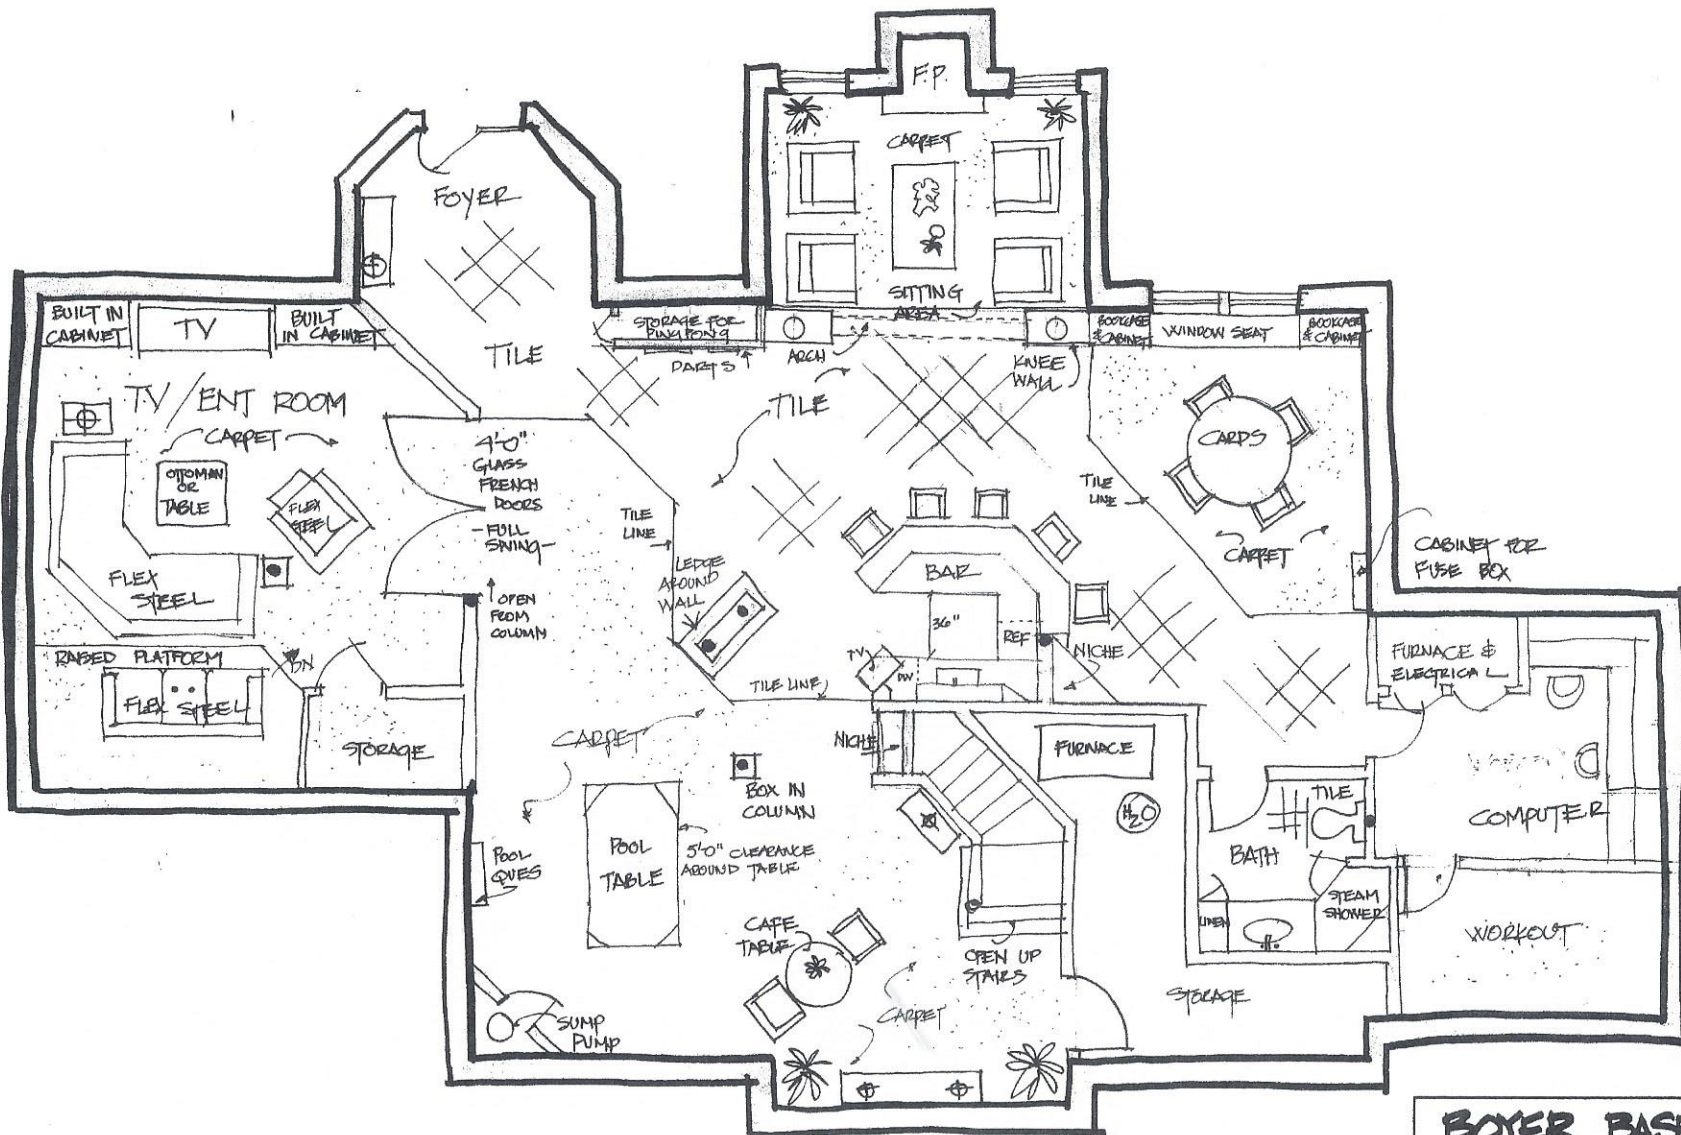 F.P.
CARPET
FOYER
SITTING
AREA
BUILT IN
CABINET
TV
BUILT
IN CABINET
STORAGE FOR
PING PONG
DARTS
ARCH
KNEE
WALL
BOOKCASE
& CABINET
WINDOW SEAT
BOOKCASE
& CABINET
TILE
TV/ENT ROOM
CARPET
TILE
CARDS
4'-0"
GLASS
FRENCH
DOORS
-FULL
SWING-
OTTOMAN
OR
TABLE
FLEX
STEEL
TILE
LINE
TILE
LINE
CARPET
CABINET FOR
FUSE BOX
LEDGE
AROUND
WALL
BAR
FLEX
STEEL
OPEN
FROM
COLUMN
36"
REF
NICHE
TV
DW
FURNACE &
ELECTRICAL
RAISED PLATFORM
DN
FLEX STEEL
TILE LINE
STORAGE
CARPET
NICHE
FURNACE
BOX IN
COLUMN
H2O
TILE
COMPUTER
POOL
QUES
POOL
TABLE
5'-0" CLEARANCE
AROUND TABLE
BATH
STEAM
SHOWER
LINEN
WORKOUT
CAFE
TABLE
OPEN UP
STAIRS
STORAGE
CARPET
SUMP
PUMP
BOYER BAS